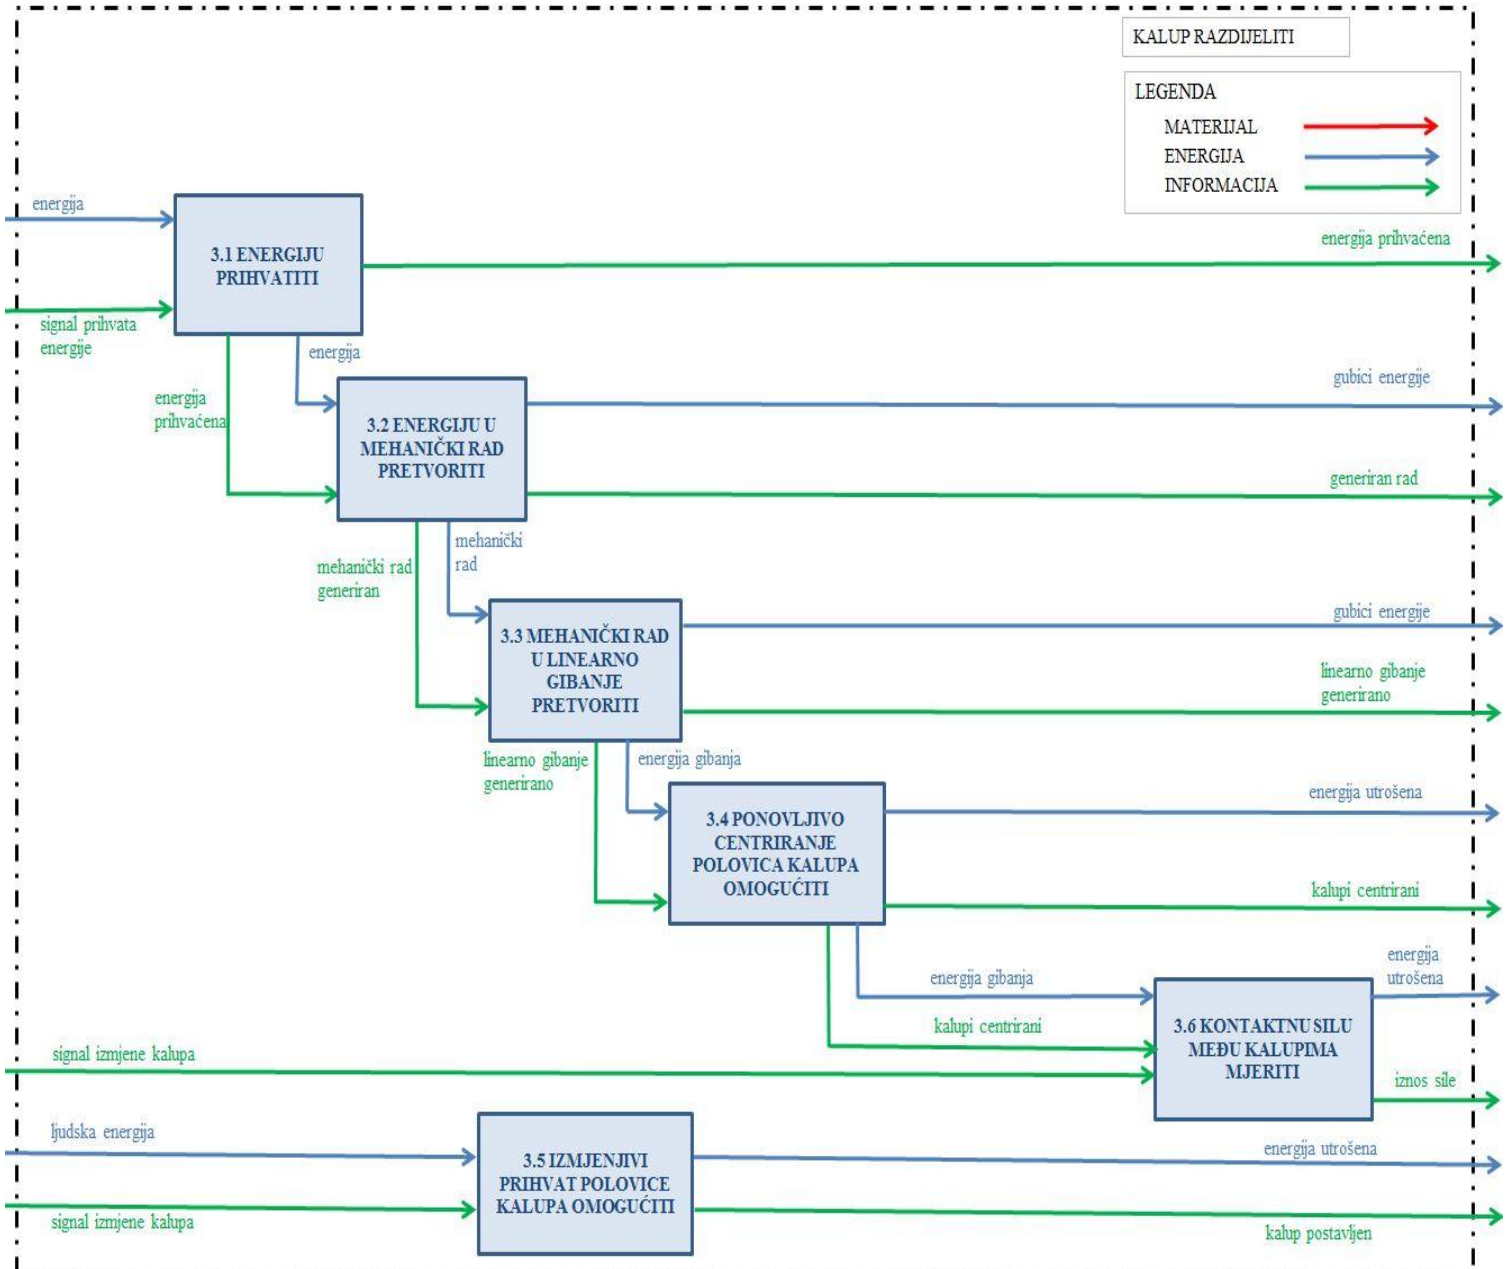 KALUP RAZDIJELITI
LEGENDA
MATERIJAL
ENERGIJA
INFORMACIJA
energija
3.1 ENERGIJU
PRIHVATITI
energija prihvaćena
signal prihvata
energije
energija
energija
prihvaćena
gubici energije
3.2 ENERGIJU U
MEHANIČKI RAD
PRETVORITI
generiran rad
mehanički
rad
mehanički rad
generiran
gubici energije
3.3 MEHANIČKI RAD
U LINEARNO
GIBANJE
PRETVORITI
linearno gibanje
generirano
linearno gibanje
generirano
energija gibanja
energija utrošena
3.4 PONOVLJIVO
CENTRIRANJE
POLOVICA KALUPA
OMOGUĆITI
kalupi centrirani
energija gibanja
energija
utrošena
kalupi centrirani
3.6 KONTAKTNU SILU
MEĐU KALUPIMA
MJERITI
signal izmjene kalupa
iznos sile
ljudska energija
3.5 IZMJENJIVI
PRIHVAT POLOVICE
KALUPA OMOGUĆITI
energija utrošena
signal izmjene kalupa
kalup postavljen